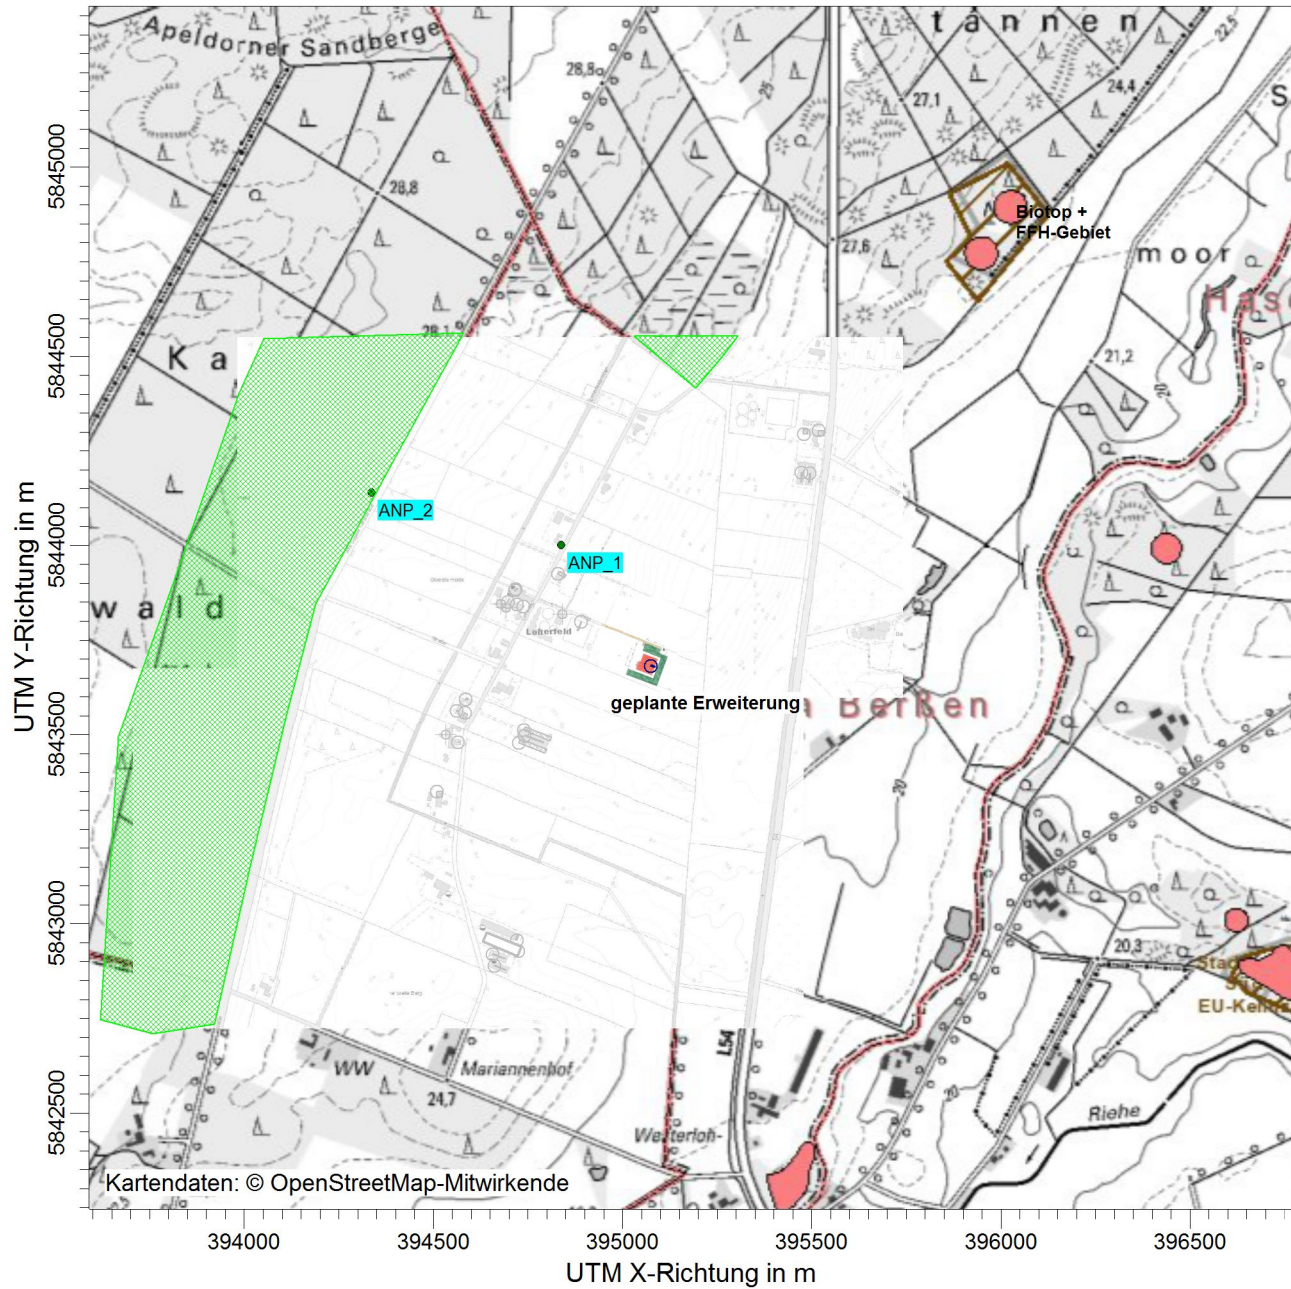 Apeldorner Sandberge
tannen
28,8
22,5
27,1
24,4
25
S
28,8
27,6
Biotop +
FFH-Gebiet
moor
Has
28,1
K a
21,2
20
ANP_2
ANP_1
w a l d
Loherfeld
geplante Erweiterung
Berßen
20
20,3
EU-Ken
L54
WW
Mariannenhof
24,7
20
Riehe
Westerloh-
Kartendaten: © OpenStreetMap-Mitwirkende
UTM Y-Richtung in m
5845000
5844500
5844000
5843500
5843000
5842500
394000
394500
395000
395500
396000
396500
UTM X-Richtung in m